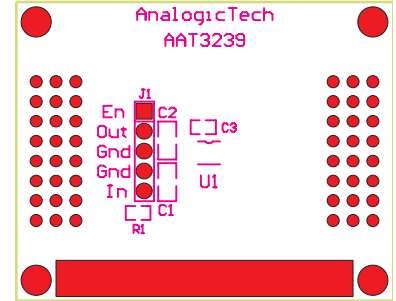 AnalogicTech
AAT3239
J1
En
C2
Out
C3
Gnd
Gnd
U1
In
C1
R1